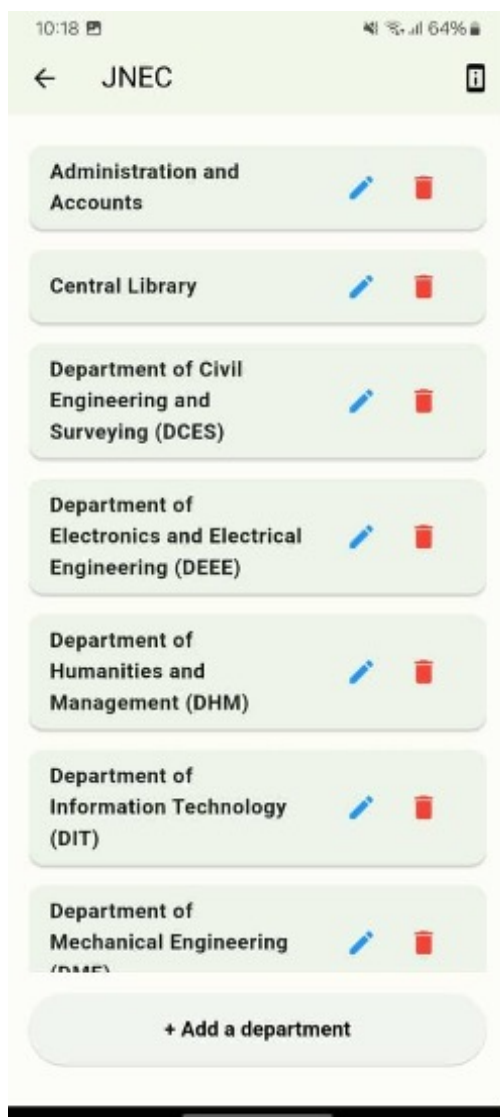 10:18 64%
JNEC
Administration and
Accounts
Central Library
Department of Civil
Engineering and
Surveying (DCES)
Department of
Electronics and Electrical
Engineering (DEEE)
Department of
Humanities and
Management (DHM)
Department of
Information Technology
(DIT)
Department of
Mechanical Engineering
(DME)
+ Add a department